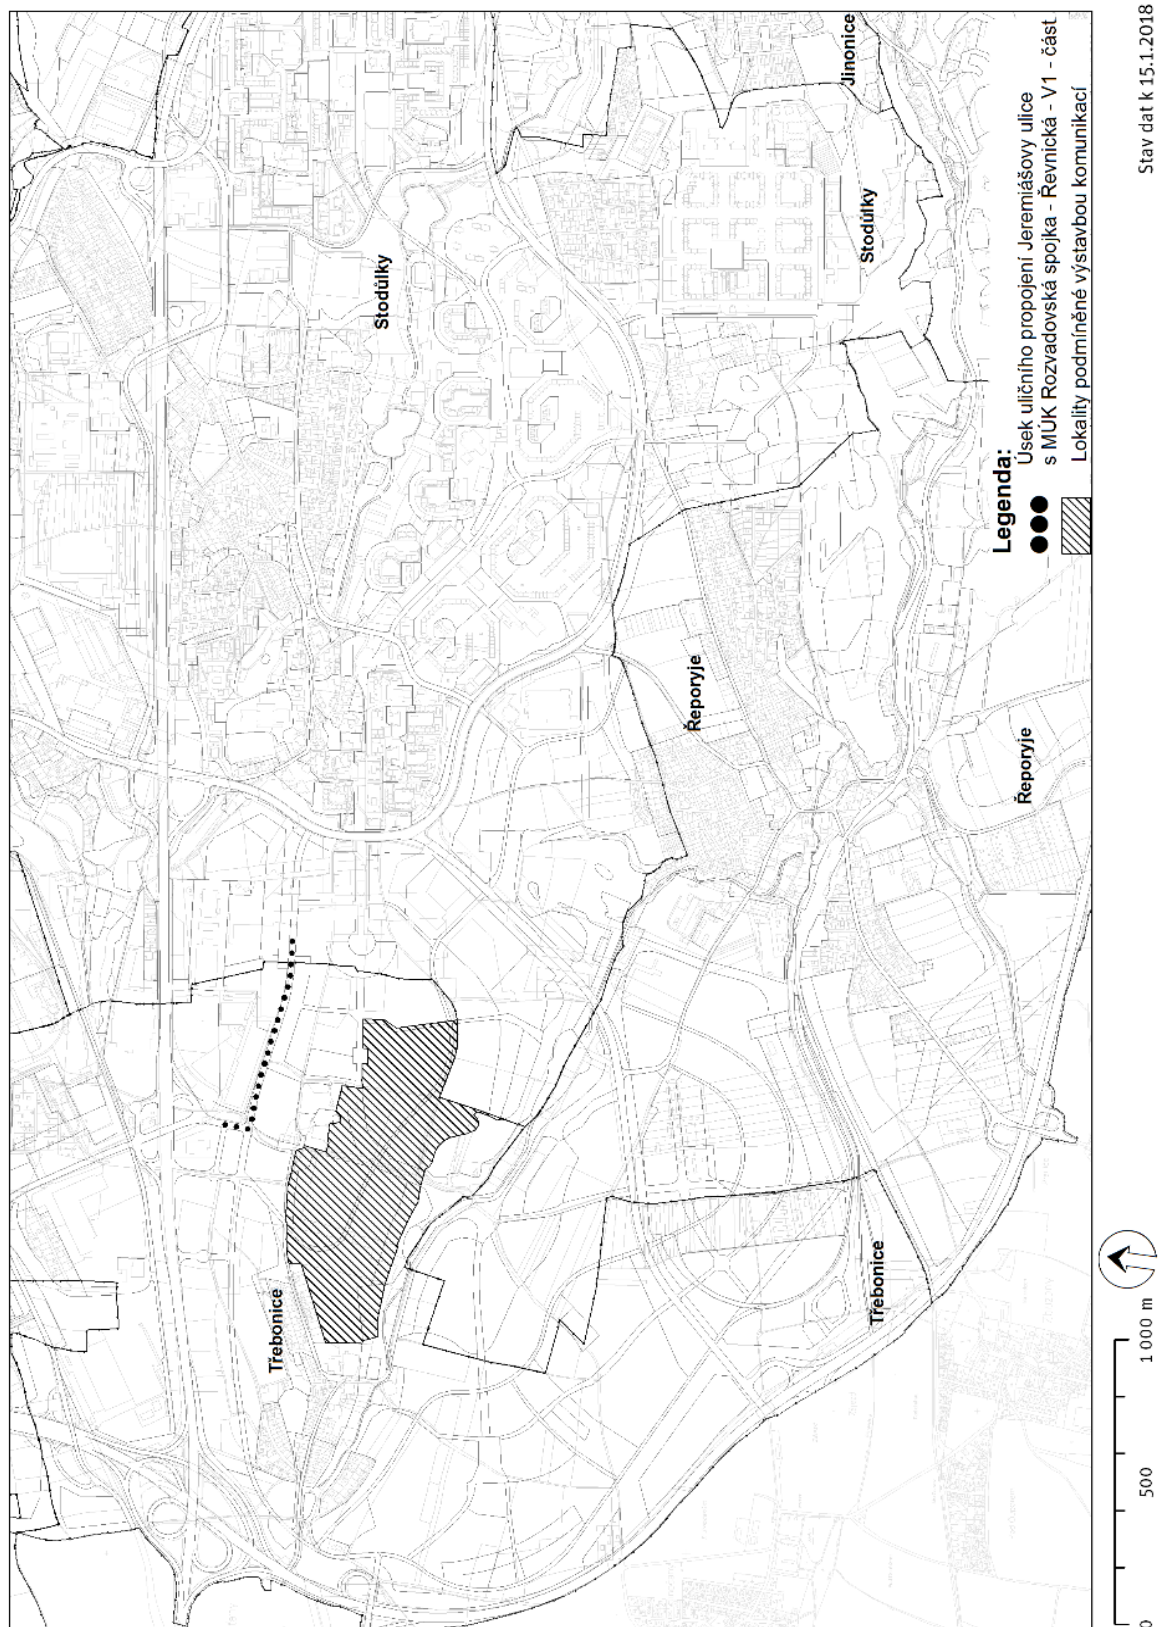 Stodůlky
Jinonice
Stodůlky
Řeporyje
Řeporyje
Třebonice
Třebonice
Legenda:
Úsek uličního propojení Jeremiášovy ulice
s MÚK Rozvadovská spojka - Řevnická - V1 - část
Lokality podmíněné výstavbou komunikací
0 500 1 000 m
Stav dat k 15.1.2018